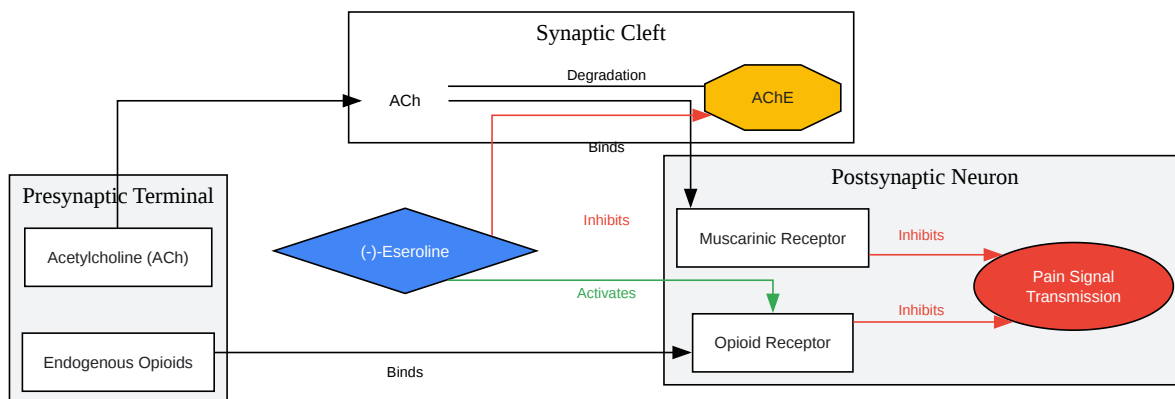 Synaptic Cleft
Degradation
ACh
AChE
Binds
Presynaptic Terminal
Acetylcholine (ACh)
Endogenous Opioids
(-)-Eseroline
Inhibits
Activates
Binds
Postsynaptic Neuron
Muscarinic Receptor
Inhibits
Opioid Receptor
Inhibits
Pain Signal
Transmission